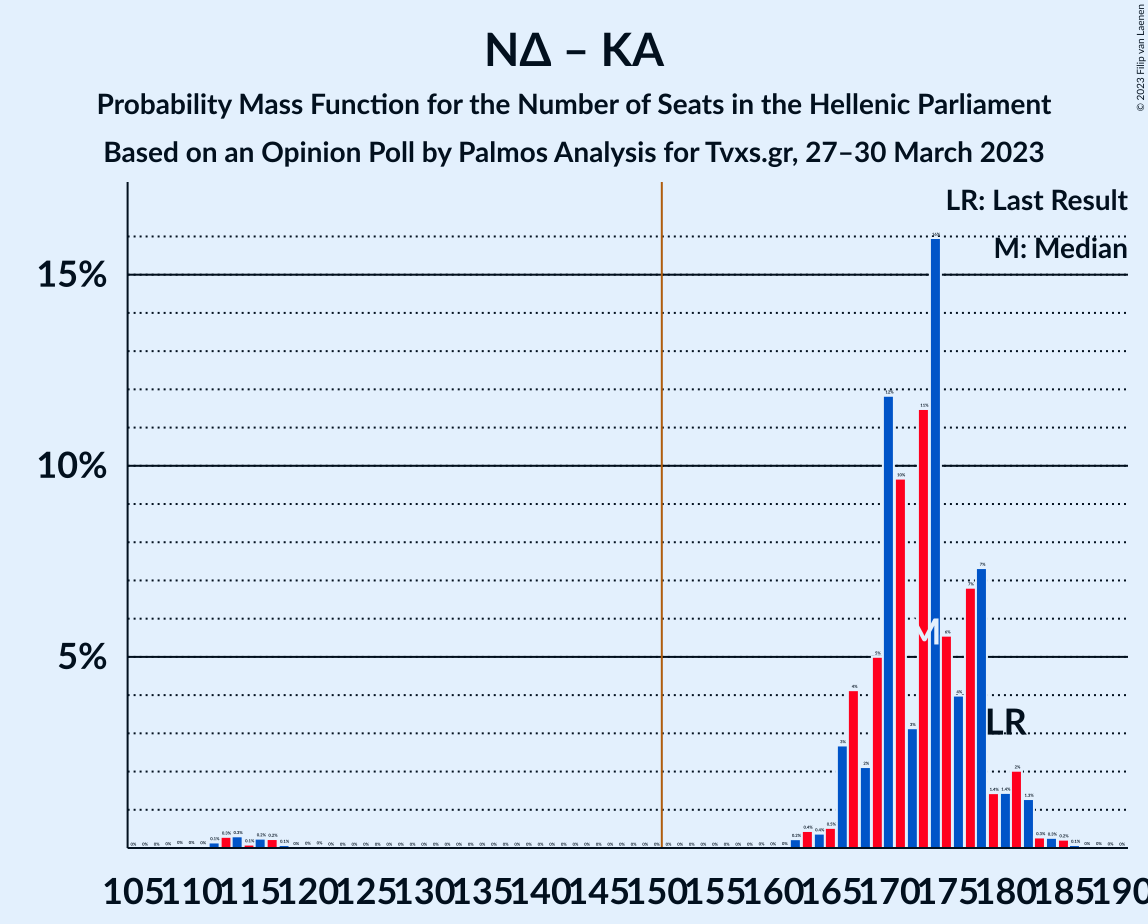 ΝΔ – ΚΑ
Probability Mass Function for the Number of Seats in the Hellenic Parliament
Based on an Opinion Poll by Palmos Analysis for Tvxs.gr, 27–30 March 2023
© 2023 Filip van Laenen
LR: Last Result
M: Median
15%
10%
5%
M
LR
105 110 115 120 125 130 135 140 145 150 155 160 165 170 175 180 185 190